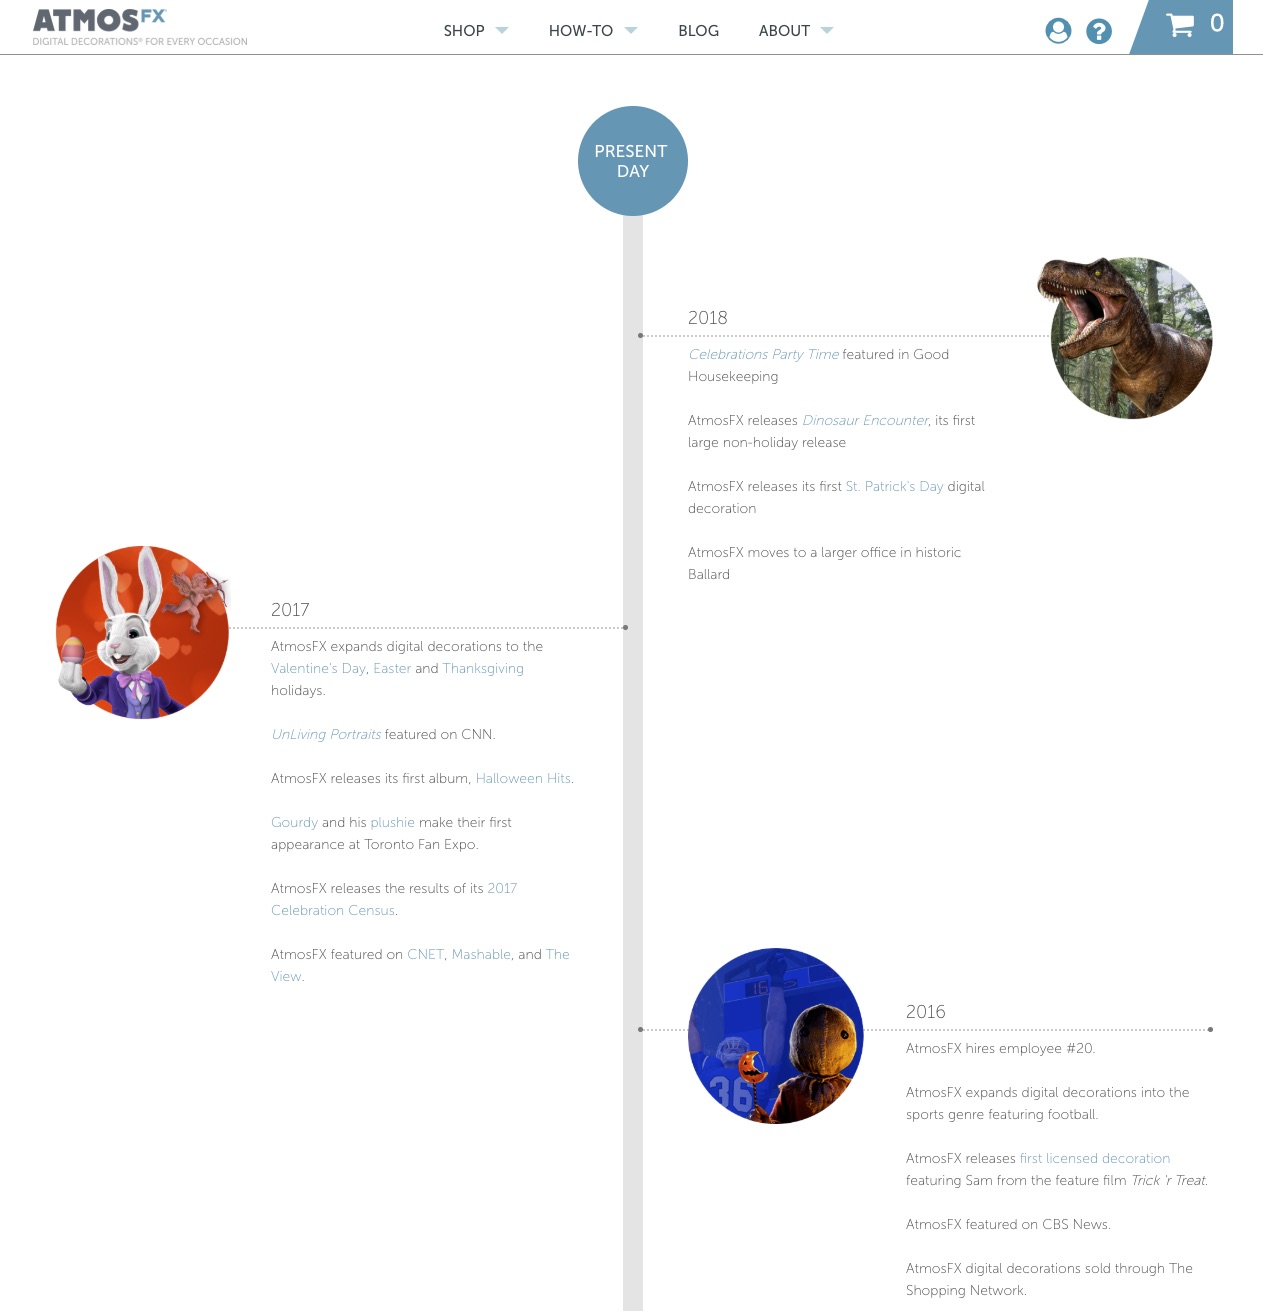 ATMOSFX
DIGITAL DECORATIONS® FOR EVERY OCCASION
SHOP
HOW-TO
BLOG
ABOUT
?
0
PRESENT
DAY
2018
Celebrations Party Time featured in Good
Housekeeping
AtmosFX releases Dinosaur Encounter, its first
large non-holiday release
AtmosFX releases its first St. Patrick's Day digital
decoration
AtmosFX moves to a larger office in historic
Ballard
2017
AtmosFX expands digital decorations to the
Valentine's Day, Easter and Thanksgiving
holidays.
UnLiving Portraits featured on CNN.
AtmosFX releases its first album, Halloween Hits.
Gourdy and his plushie make their first
appearance at Toronto Fan Expo.
AtmosFX releases the results of its 2017
Celebration Census.
AtmosFX featured on CNET, Mashable, and The
View.
16
36
2016
AtmosFX hires employee #20.
AtmosFX expands digital decorations into the
sports genre featuring football.
AtmosFX releases first licensed decoration
featuring Sam from the feature film Trick 'r Treat.
AtmosFX featured on CBS News.
AtmosFX digital decorations sold through The
Shopping Network.